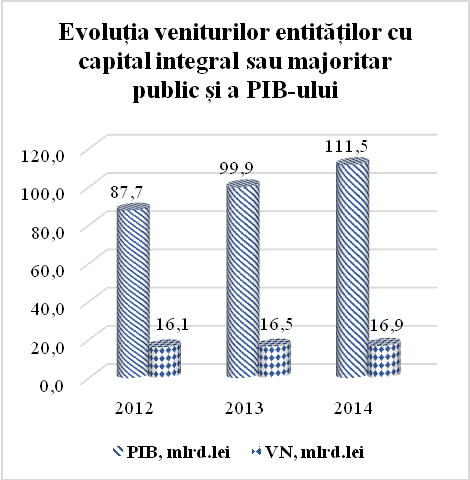 Evoluția veniturilor entităților cu
capital integral sau majoritar
public și a PIB-ului
120,0
100,0
80,0
60,0
40,0
20,0
0,0
87,7
99,9
111,5
16,1
16,5
16,9
2012 2013 2014
PIB, mlrd.lei VN, mlrd.lei